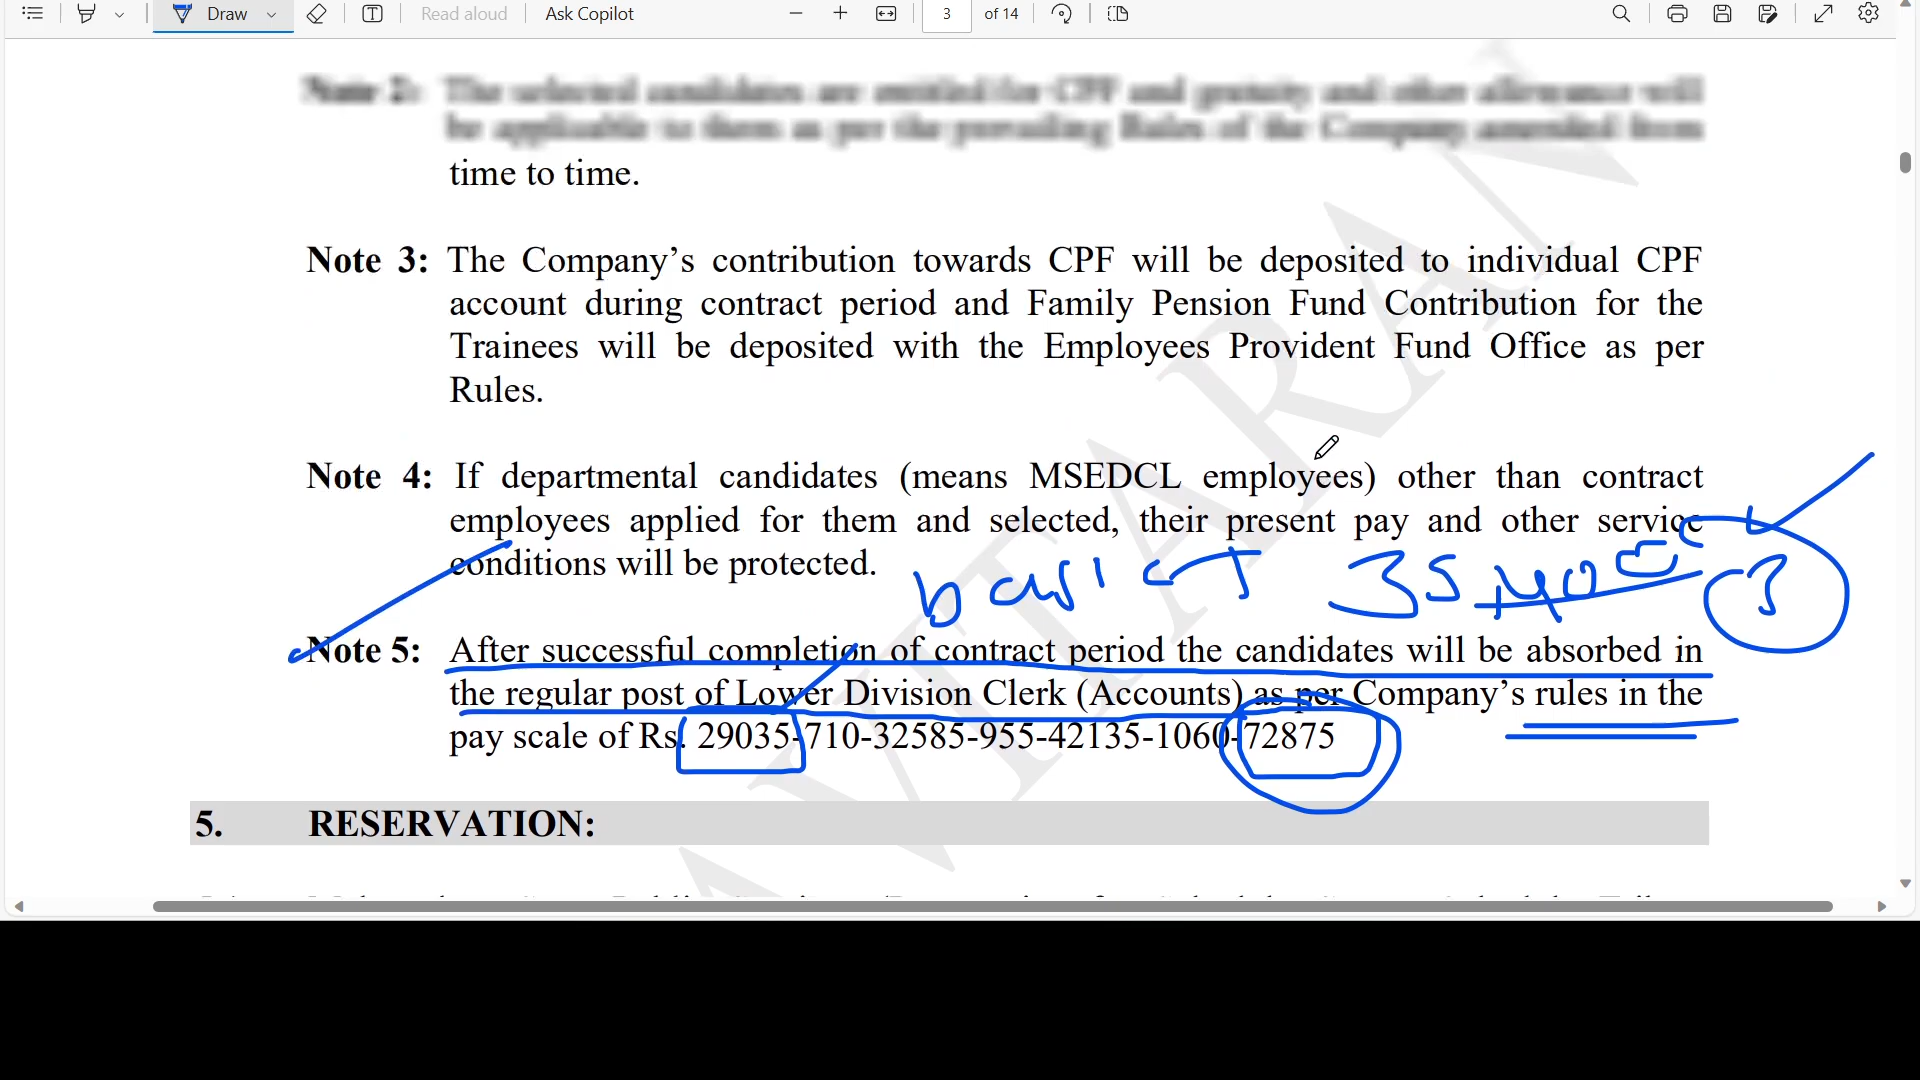 Draw
Read aloud
Ask Copilot
3
of 14
time to time.
Note 3: The Company's contribution towards CPF will be deposited to individual CPF
account during contract period and Family Pension Fund Contribution for the
Trainees will be deposited with the Employees Provident Fund Office as per
Rules.
Note 4: If departmental candidates (means MSEDCL employees) other than contract
employees applied for them and selected, their present pay and other service
conditions will be protected.
Note 5: After successful completion of contract period the candidates will be absorbed in
the regular post of Lower Division Clerk (Accounts) as per Company's rules in the
pay scale of Rs. 29035-710-32585-955-42135-1060-72875
5. RESERVATION: